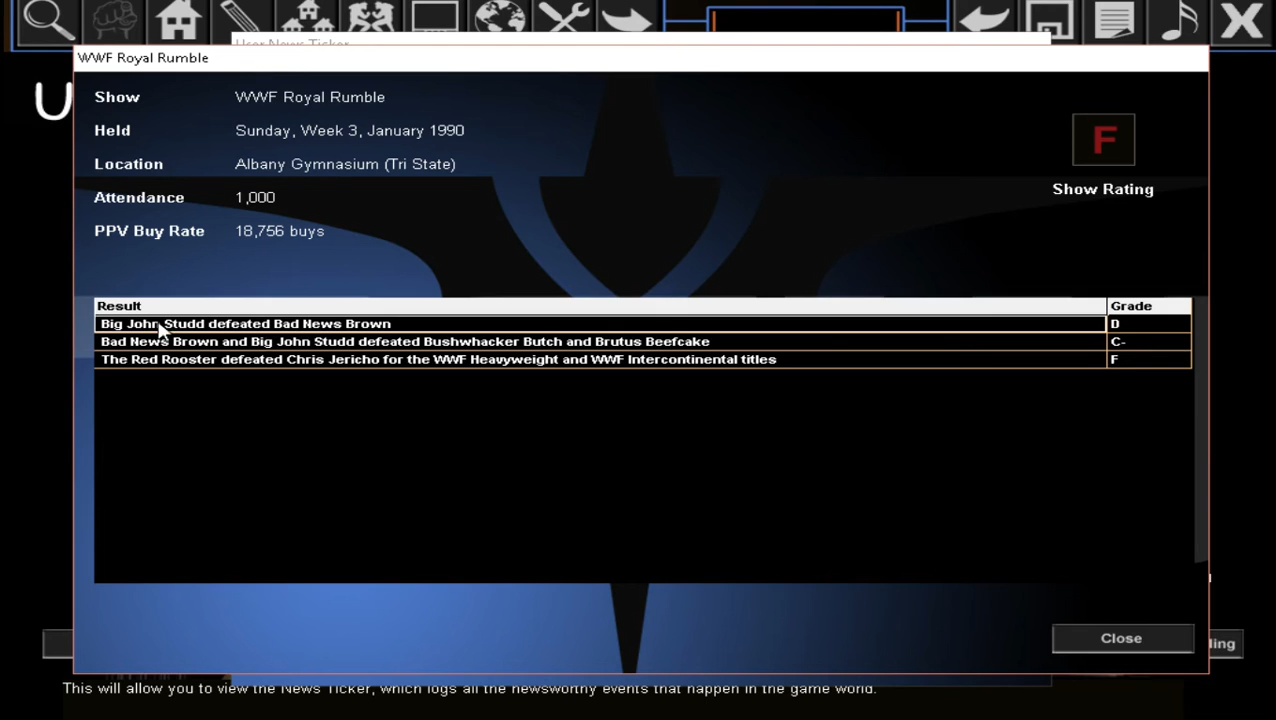 User News Ticker
WWF Royal Rumble
U
Show WWF Royal Rumble
Held Sunday, Week 3, January 1990
Location Albany Gymnasium (Tri State)
F
Attendance 1,000
Show Rating
PPV Buy Rate 18,756 buys
Result Grade
Big John Studd defeated Bad News Brown D
Bad News Brown and Big John Studd defeated Bushwhacker Butch and Brutus Beefcake C-
The Red Rooster defeated Chris Jericho for the WWF Heavyweight and WWF Intercontinental titles F
Close
ling
This will allow you to view the News Ticker, which logs all the newsworthy events that happen in the game world.